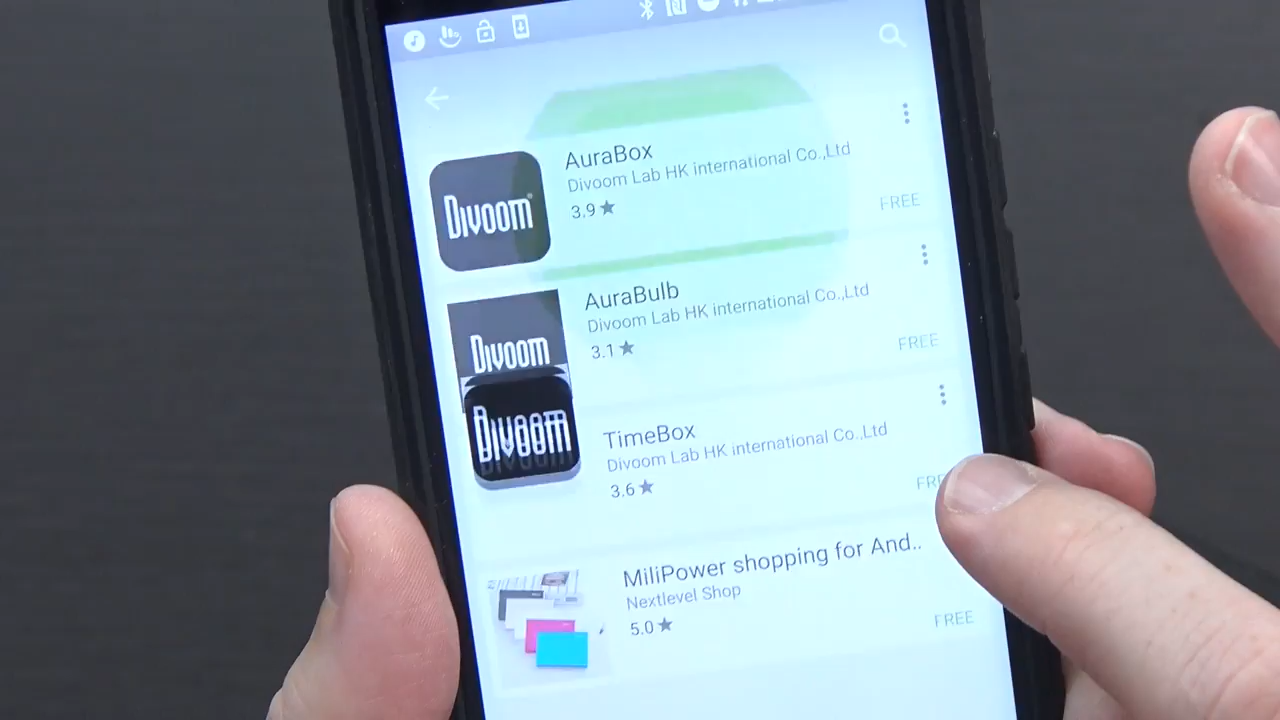 AuraBox
Divoom Lab HK international Co.,Ltd
3.9★
FREE
DIVOOM
AuraBulb
Divoom Lab HK international Co.,Ltd
3.1★
FREE
DIVOOM
TimeBox
Divoom Lab HK international Co.,Ltd
3.6★
FRE
DIVOOM
MiliPower shopping for And..
Nextlevel Shop
5.0★
FREE